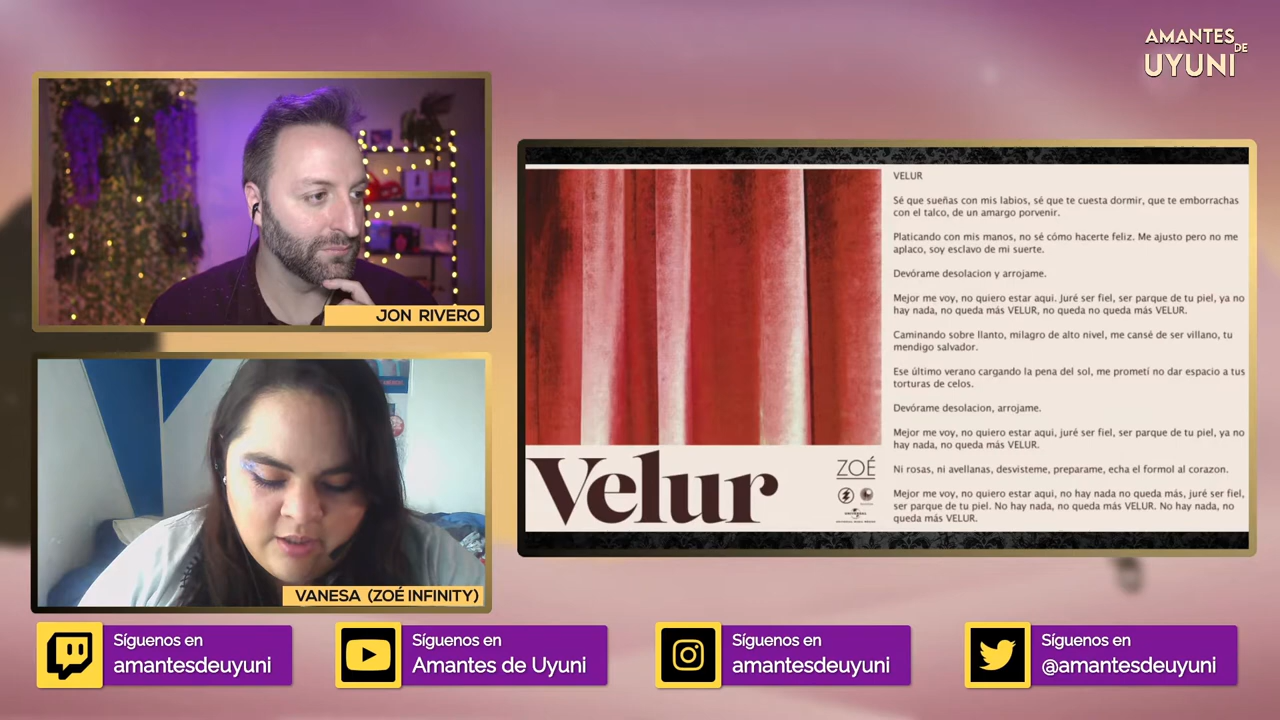 AMANTES
DE
UYUNI
JON RIVERO
VANESA (ZOÉ INFINITY)
VELUR
Sé que sueñas con mis labios, sé que te cuesta dormir, que te emborrachas
con el talco, de un amargo porvenir.
Platicando con mis manos, no sé cómo hacerte feliz. Me ajusto pero no me
aplaco, soy esclavo de mi suerte.
Devórame desolacion y arrojame.
Mejor me voy, no quiero estar aqui. Juré ser fiel, ser parque de tu piel, ya no
hay nada, no queda más VELUR, no queda no queda más VELUR.
Caminando sobre llanto, milagro de alto nivel, me cansé de ser villano, tu
mendigo salvador.
Ese último verano cargando la pena del sol, me prometí no dar espacio a tus
torturas de celos.
Devórame desolacion, arrojame.
Mejor me voy, no quiero estar aqui, juré ser fiel, ser parque de tu piel, ya no
hay nada, no queda más VELUR.
Ni rosas, ni avellanas, desvisteme, preparame, echa el formol al corazon.
Mejor me voy, no quiero estar aqui, no hay nada no queda más, juré ser fiel,
ser parque de tu piel. No hay nada, no queda más VELUR. No hay nada, no
queda más VELUR.
Velur
ZOÉ
Síguenos en
amantesdeuyuni
Síguenos en
Amantes de Uyuni
Síguenos en
amantesdeuyuni
Síguenos en
@amantesdeuyuni